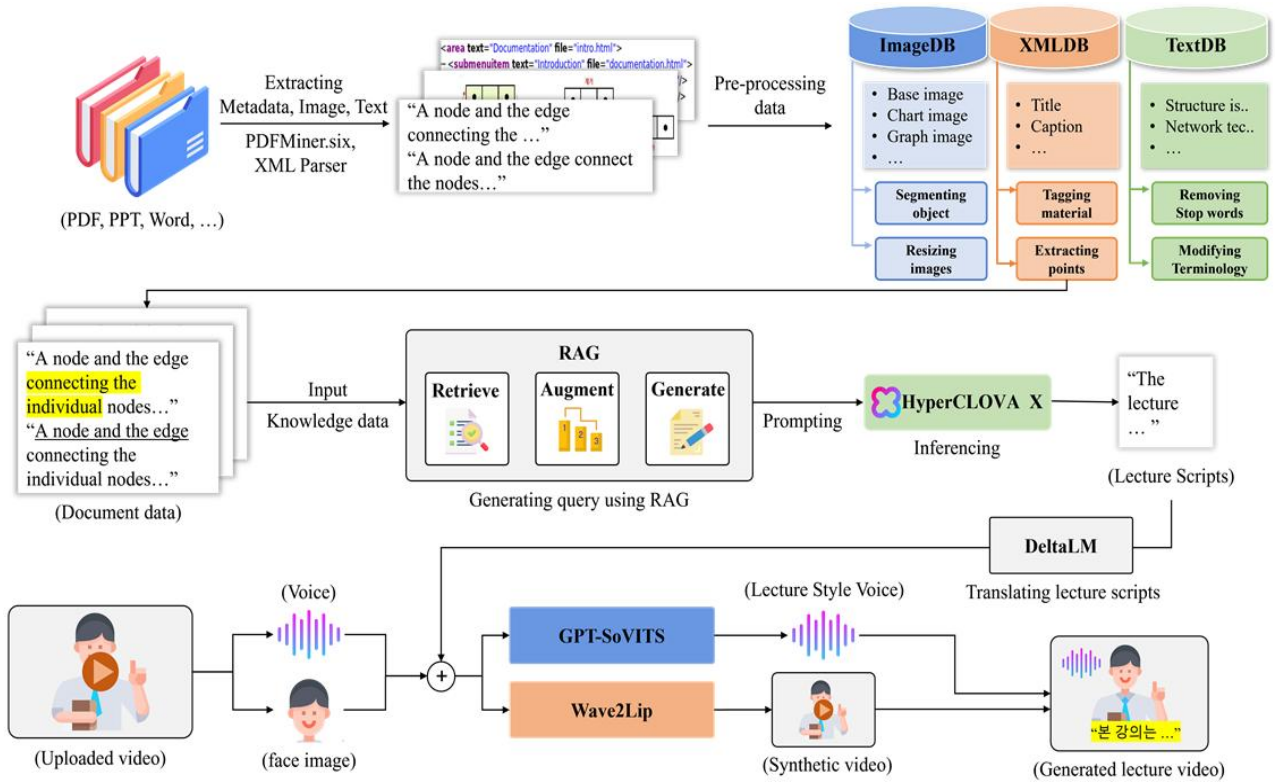 Extracting
Metadata, Image, Text
PDFMiner.six,
XML Parser
(PDF, PPT, Word, …)
<area text="Documentation" file="intro.html">
– <submenuitem text="Introduction" file="documentation.html">
/>
/>
“A node and the edge
connecting the …”
“A node and the edge connect
the nodes…”
Pre-processing
data
ImageDB
• Base image
• Chart image
• Graph image
• …
Segmenting
object
Resizing
images
XMLDB
• Title
• Caption
• …
Tagging
material
Extracting
points
TextDB
• Structure is..
• Network tec..
• …
Removing
Stop words
Modifying
Terminology
“A node and the edge
connecting the
individual nodes…”
“A node and the edge
connecting the
individual nodes…”
(Document data)
Input
Knowledge data
RAG
Retrieve
Augment
1
2
3
Generate
Generating query using RAG
Prompting
HyperCLOVA X
Inferencing
“The
lecture
… ”
(Lecture Scripts)
DeltaLM
Translating lecture scripts
(Uploaded video)
(Voice)
(face image)
+
GPT-SoVITS
Wave2Lip
(Lecture Style Voice)
(Synthetic video)
“본 강의는 …”
(Generated lecture video)